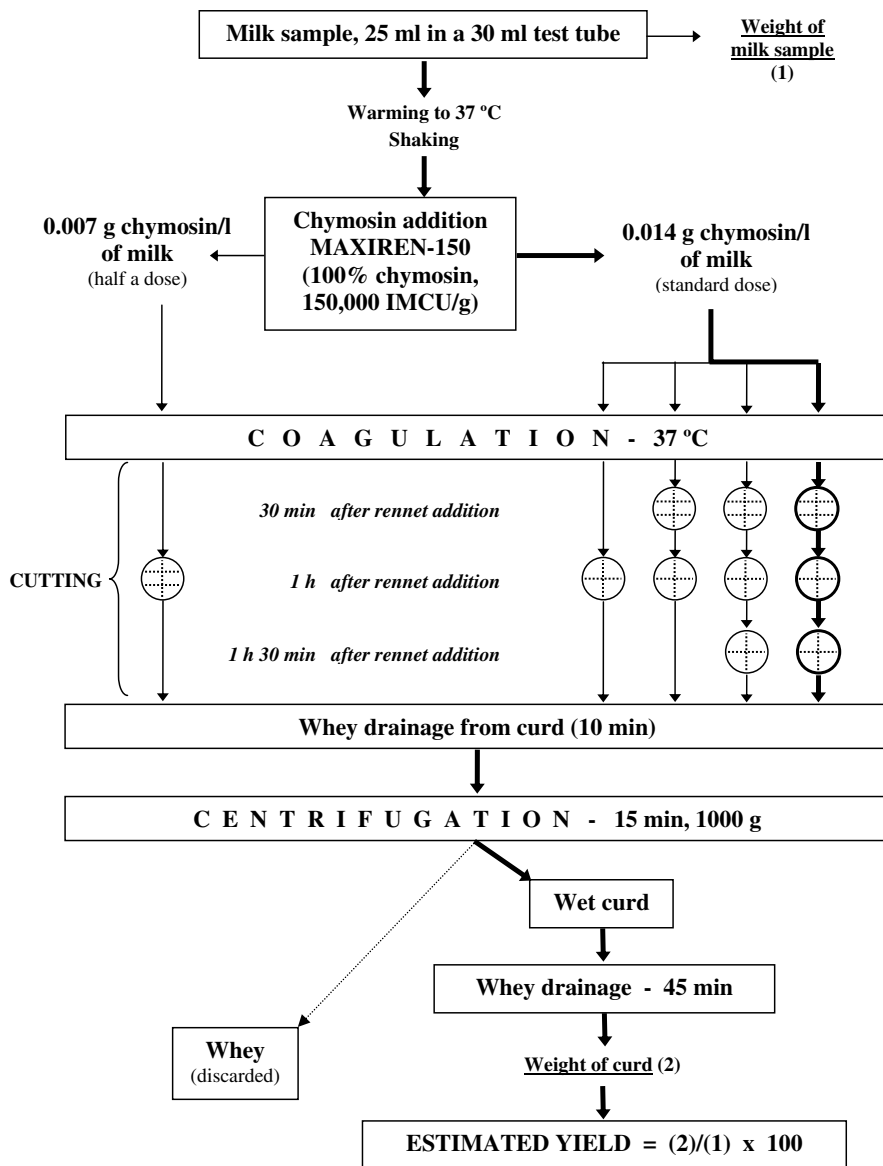 Milk sample, 25 ml in a 30 ml test tube
Weight of
milk sample
(1)
Warming to 37 ºC
Shaking
0.007 g chymosin/l
of milk
(half a dose)
Chymosin addition
MAXIREN-150
(100% chymosin,
150,000 IMCU/g)
0.014 g chymosin/l
of milk
(standard dose)
C O A G U L A T I O N - 37 ºC
CUTTING
30 min after rennet addition
1 h after rennet addition
1 h 30 min after rennet addition
Whey drainage from curd (10 min)
C E N T R I F U G A T I O N - 15 min, 1000 g
Wet curd
Whey drainage - 45 min
Whey
(discarded)
Weight of curd (2)
ESTIMATED YIELD = (2)/(1) x 100